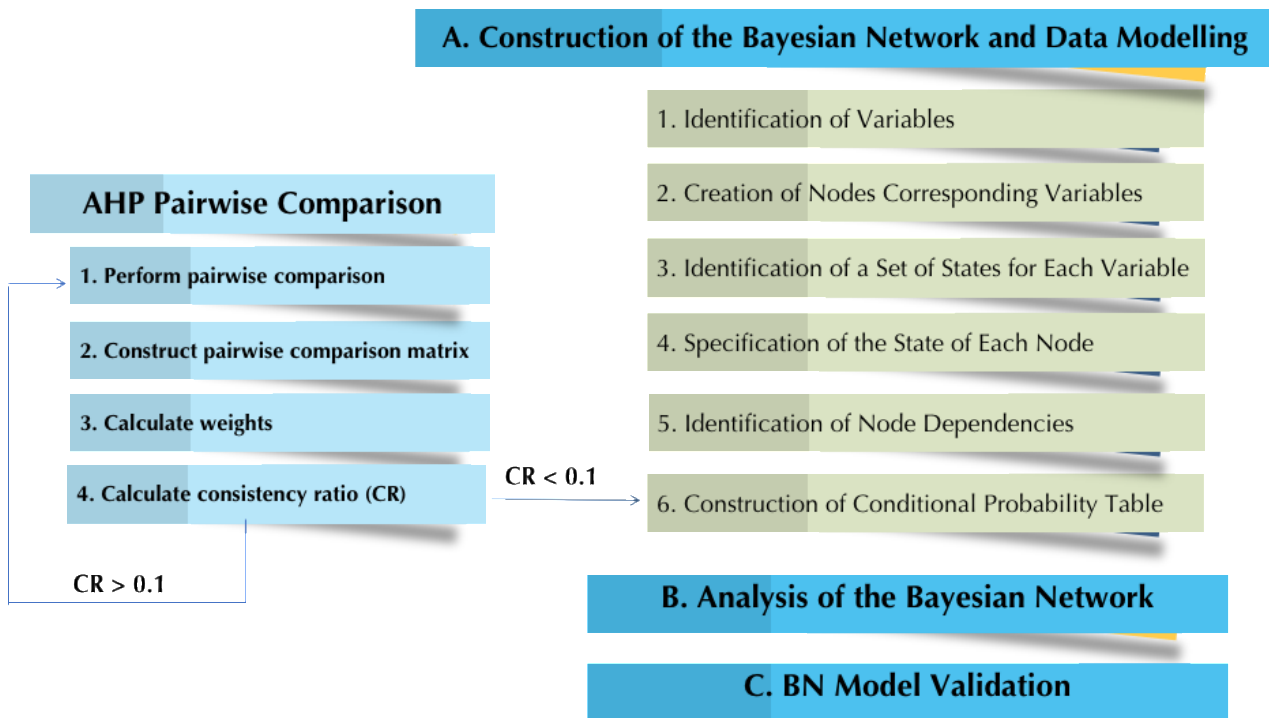 A. Construction of the Bayesian Network and Data Modelling
1. Identification of Variables
2. Creation of Nodes Corresponding Variables
3. Identification of a Set of States for Each Variable
4. Specification of the State of Each Node
5. Identification of Node Dependencies
6. Construction of Conditional Probability Table
AHP Pairwise Comparison
1. Perform pairwise comparison
2. Construct pairwise comparison matrix
3. Calculate weights
4. Calculate consistency ratio (CR)
CR < 0.1
CR > 0.1
B. Analysis of the Bayesian Network
C. BN Model Validation